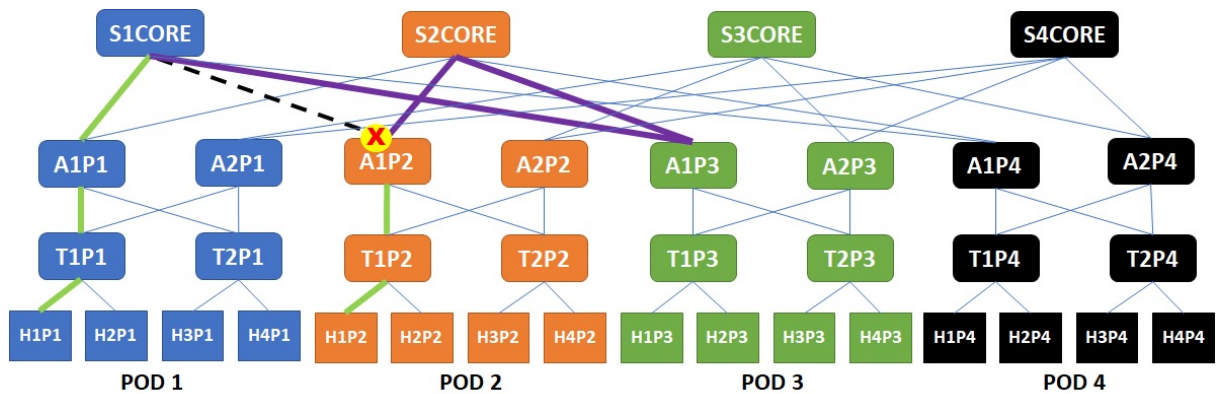 S1CORE S2CORE S3CORE S4CORE
X
A1P1 A2P1 A1P2 A2P2 A1P3 A2P3 A1P4 A2P4
T1P1 T2P1 T1P2 T2P2 T1P3 T2P3 T1P4 T2P4
H1P1 H2P1 H3P1 H4P1 H1P2 H2P2 H3P2 H4P2 H1P3 H2P3 H3P3 H4P3 H1P4 H2P4 H3P4 H4P4
POD 1 POD 2 POD 3 POD 4